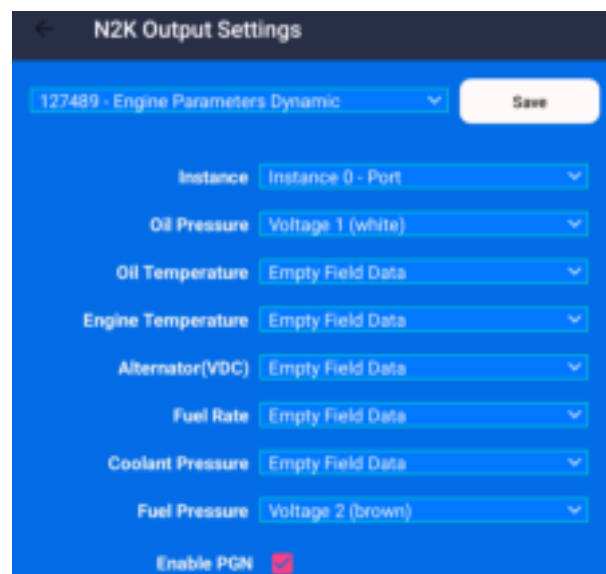 N2K Output Settings
127489 - Engine Parameters Dynamic Save
Instance Instance 0 - Port
Oil Pressure Voltage 1 (white)
Oil Temperature Empty Field Data
Engine Temperature Empty Field Data
Alternator(VDC) Empty Field Data
Fuel Rate Empty Field Data
Coolant Pressure Empty Field Data
Fuel Pressure Voltage 2 (brown)
Enable PGN